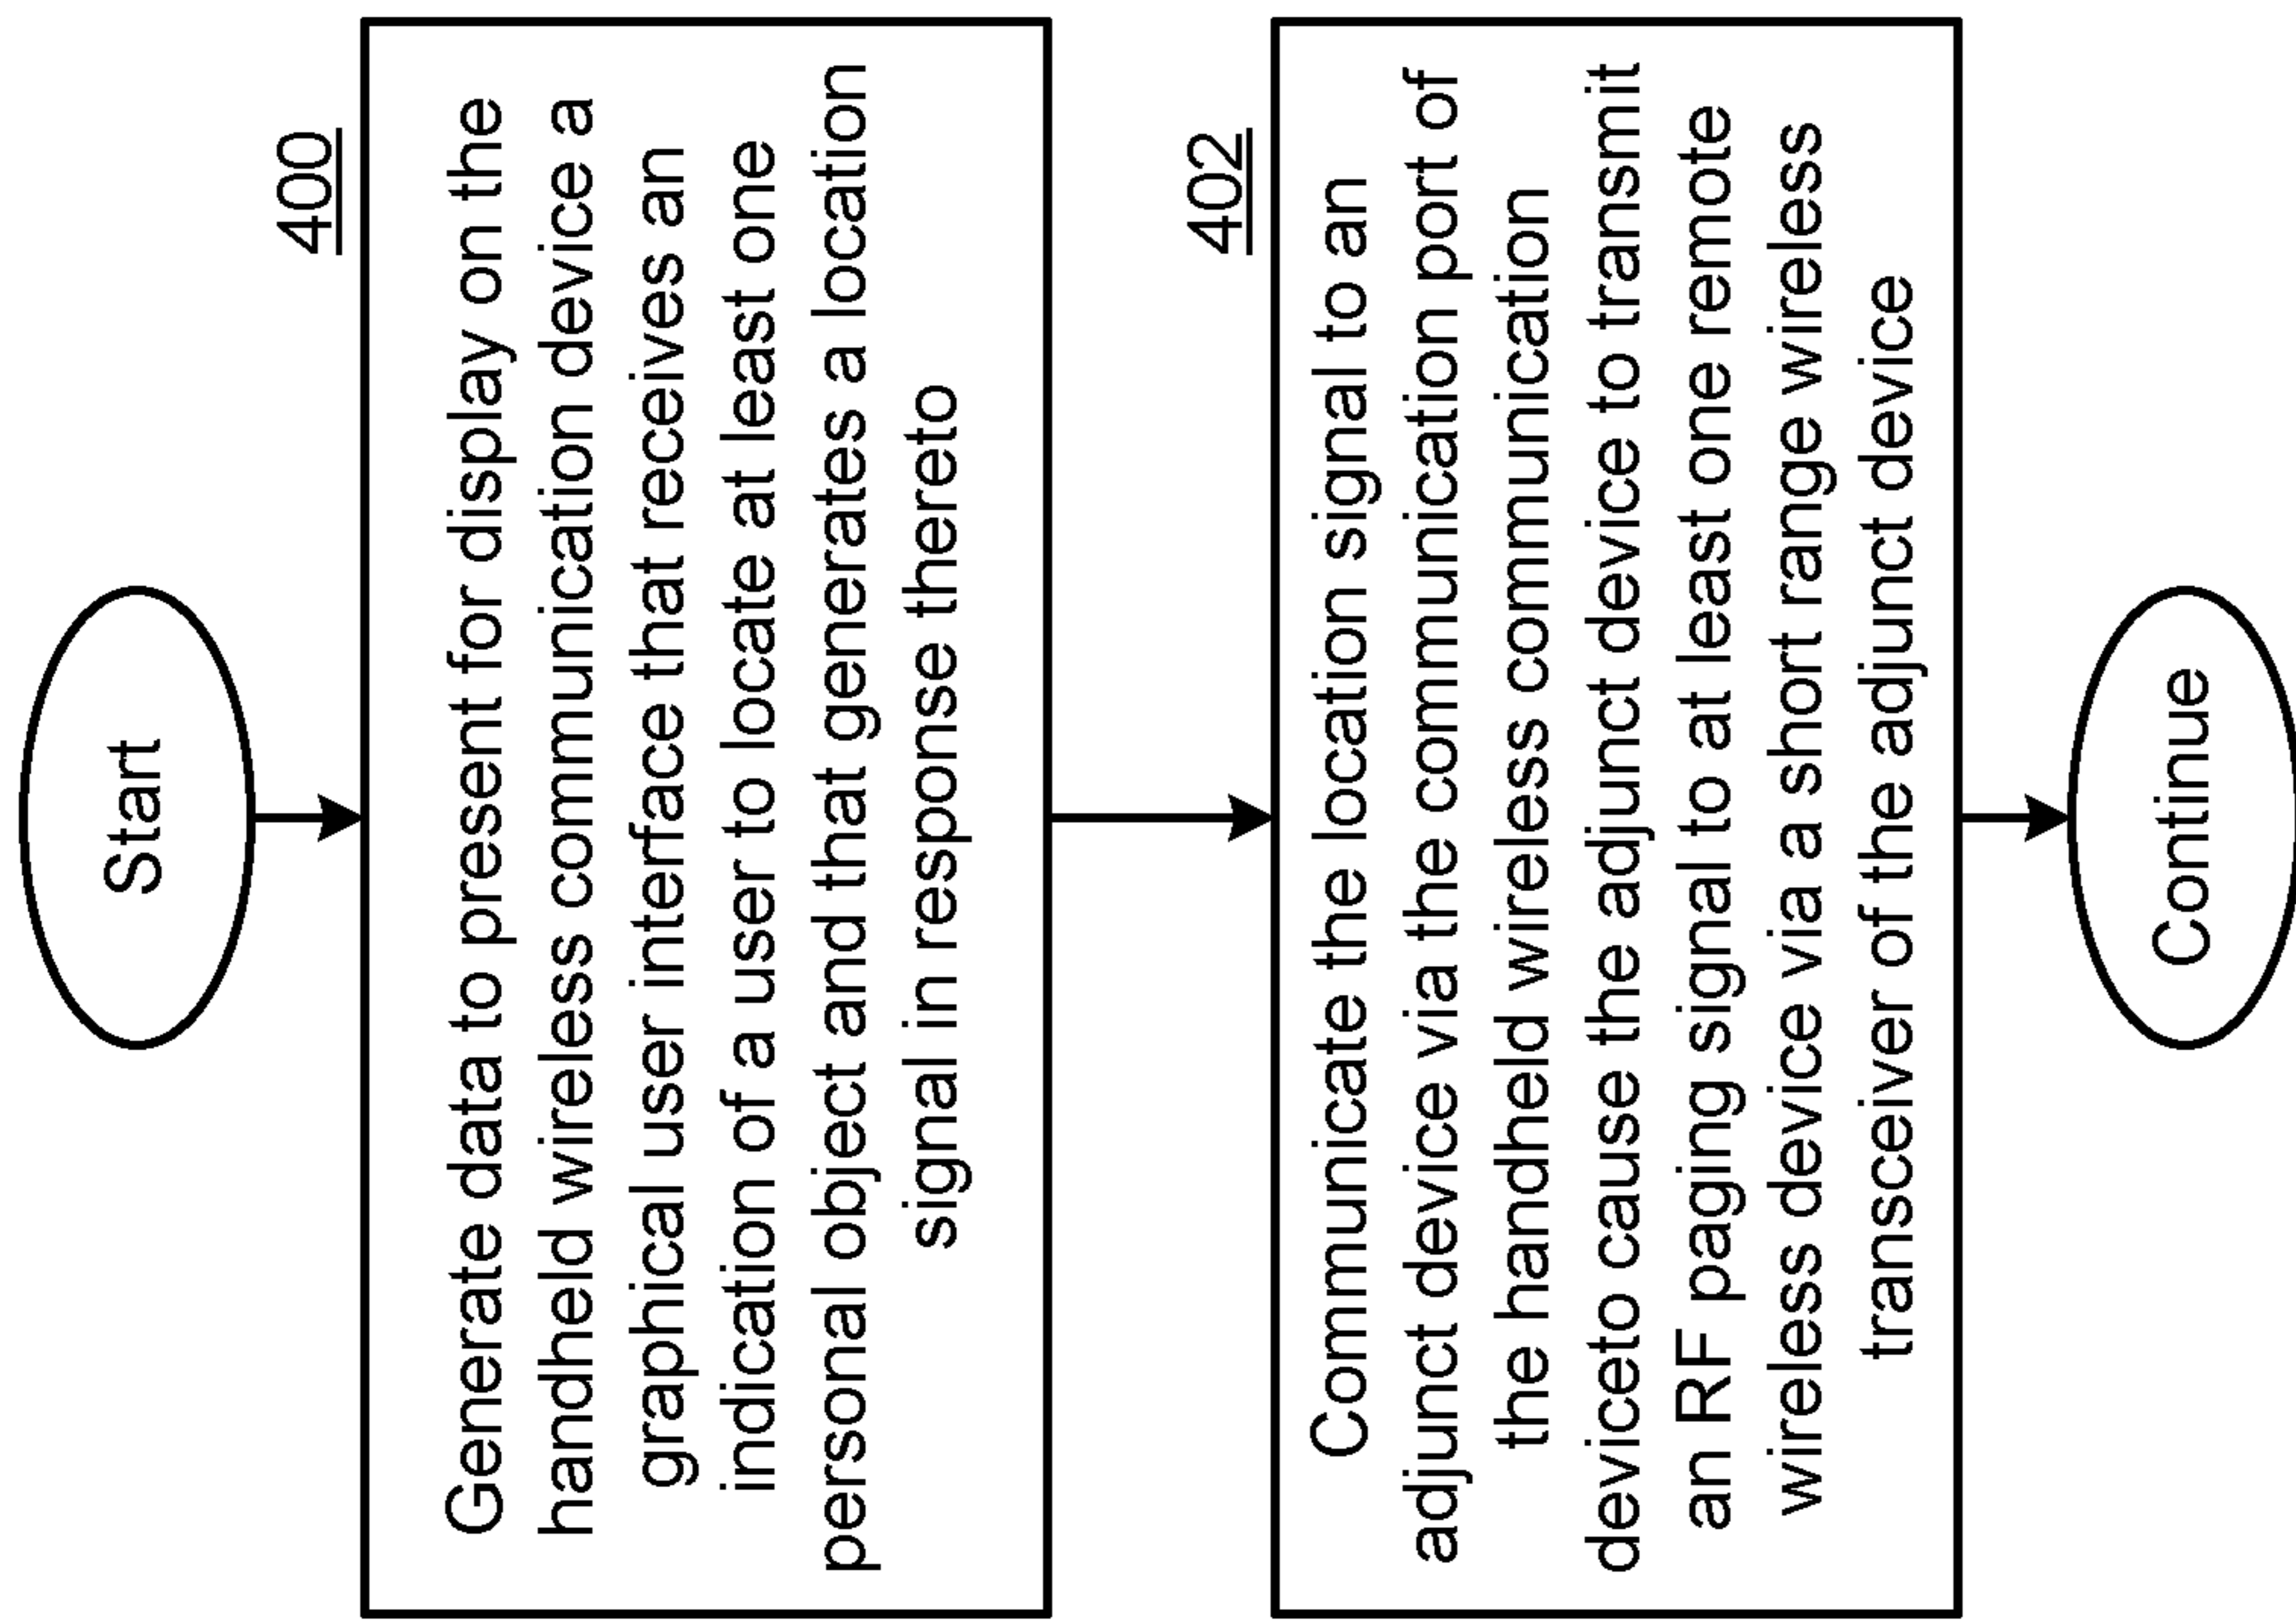 Start
400
Generate data to present for display on the
handheld wireless communication device a
graphical user interface that receives an
indication of a user to locate at least one
personal object and that generates a location
signal in response thereto
402
Communicate the location signal to an
adjunct device via the communication port of
the handheld wireless communication
deviceto cause the adjunct device to transmit
an RF paging signal to at least one remote
wireless device via a short range wireless
transceiver of the adjunct device
Continue